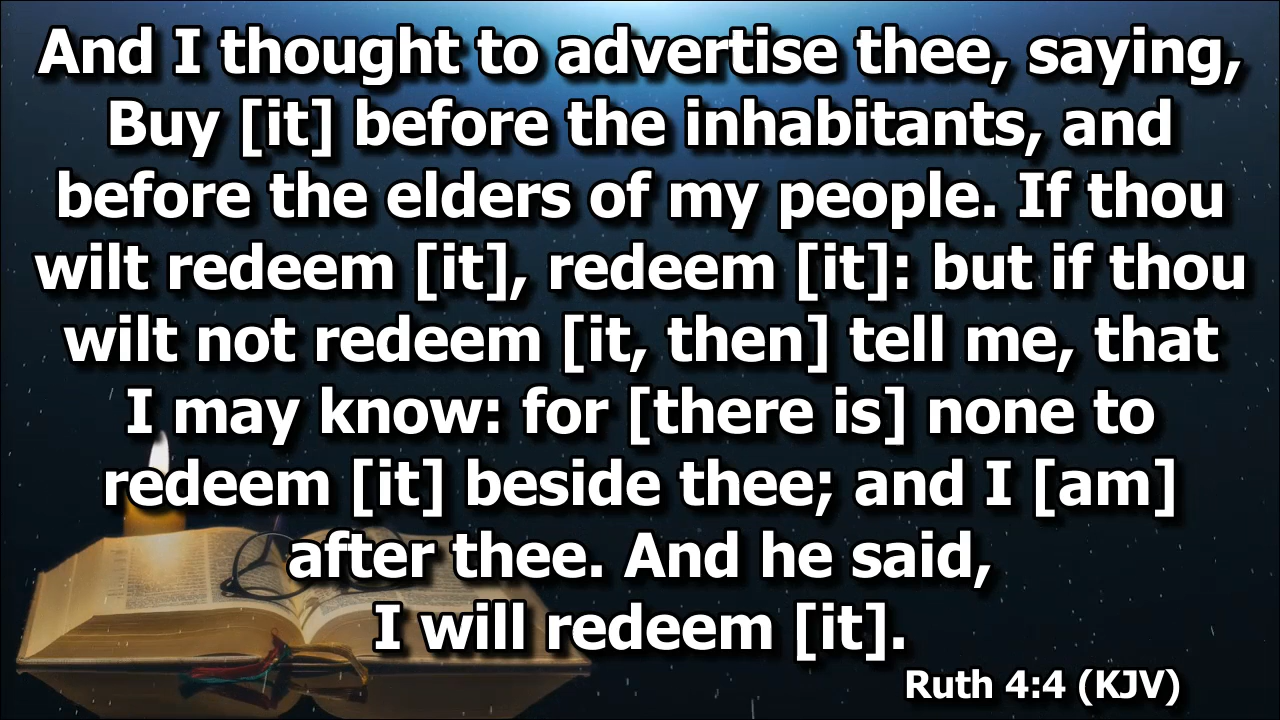 And I thought to advertise thee, saying,
Buy [it] before the inhabitants, and
before the elders of my people. If thou
wilt redeem [it], redeem [it]: but if thou
wilt not redeem [it, then] tell me, that
I may know: for [there is] none to
redeem [it] beside thee; and I [am]
after thee. And he said,
I will redeem [it].
Ruth 4:4 (KJV)